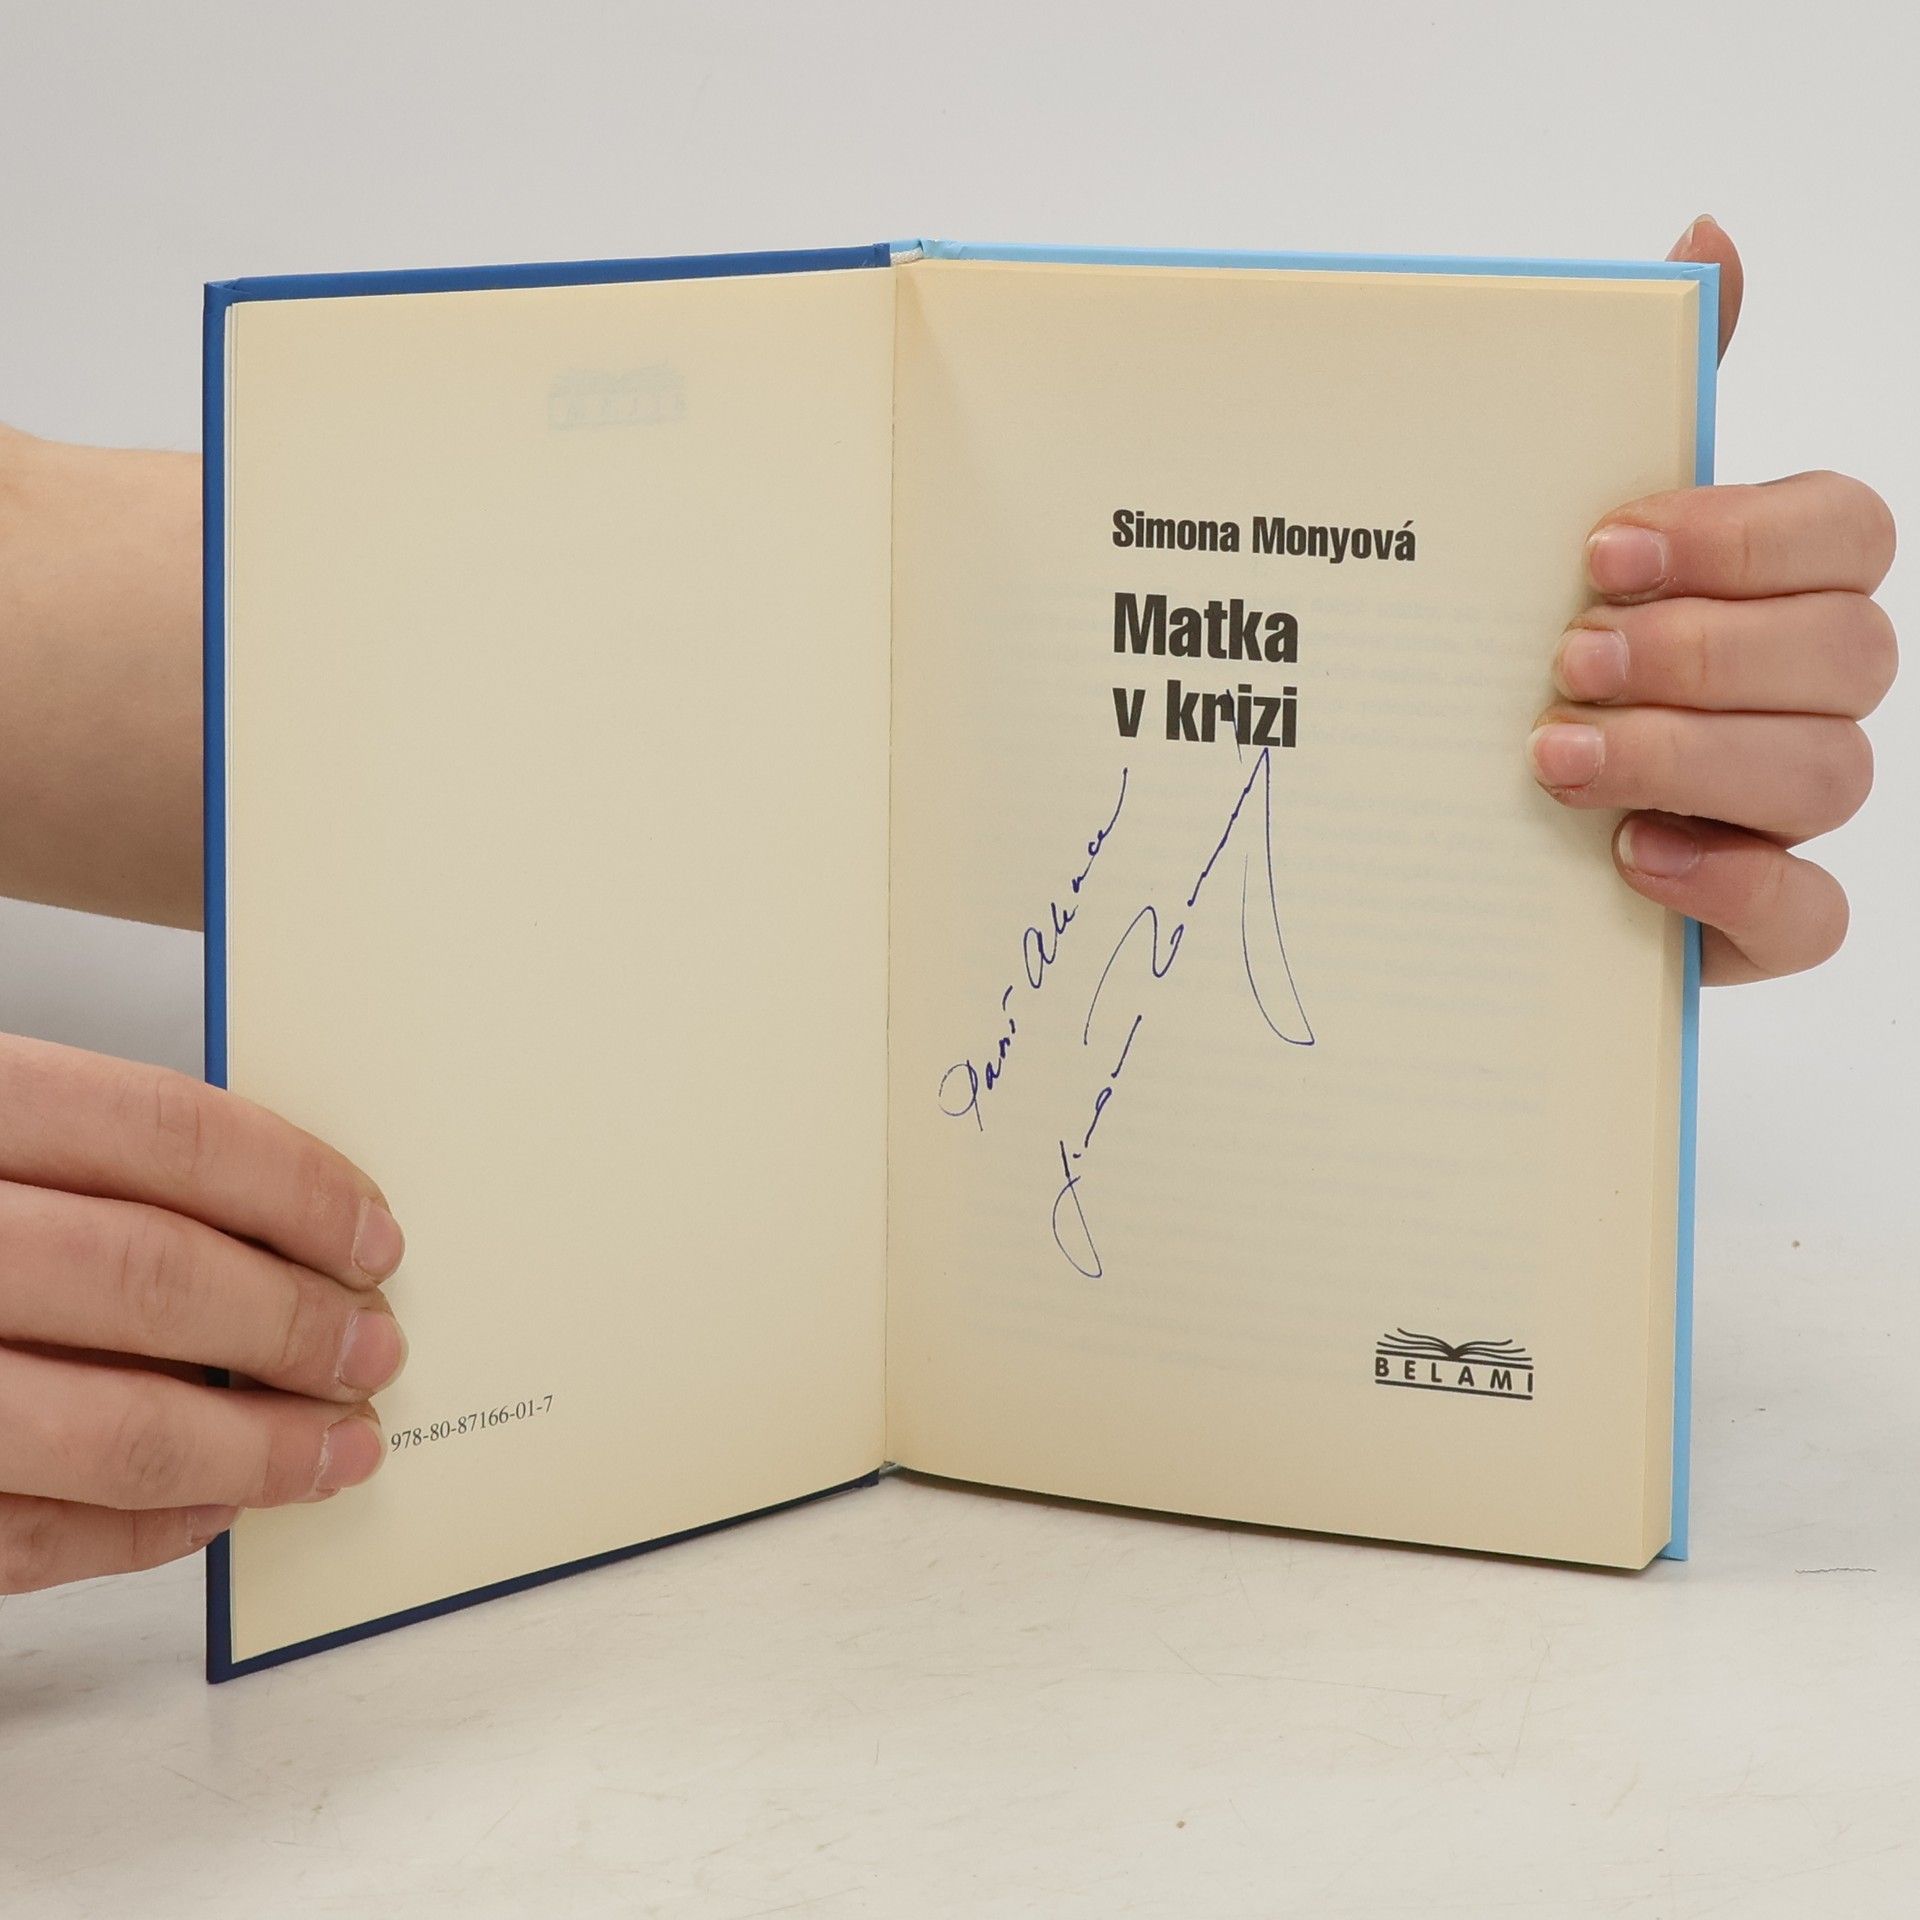 978-80-87166-01-7
Simona Monyová
Matka
v krizi
BELAMI